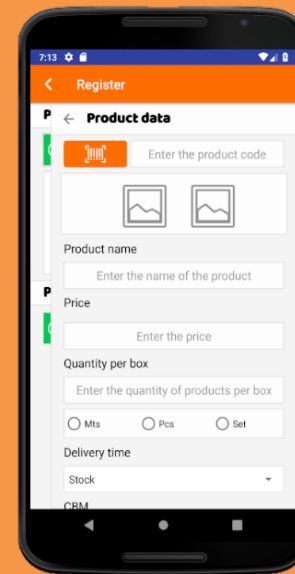 7:13
Register
P
Product data
Enter the product code
Product name
Enter the name of the product
P
Price
Enter the price
Quantity per box
Enter the quantity of products per box
Mts Pcs Set
Delivery time
Stock
CBM